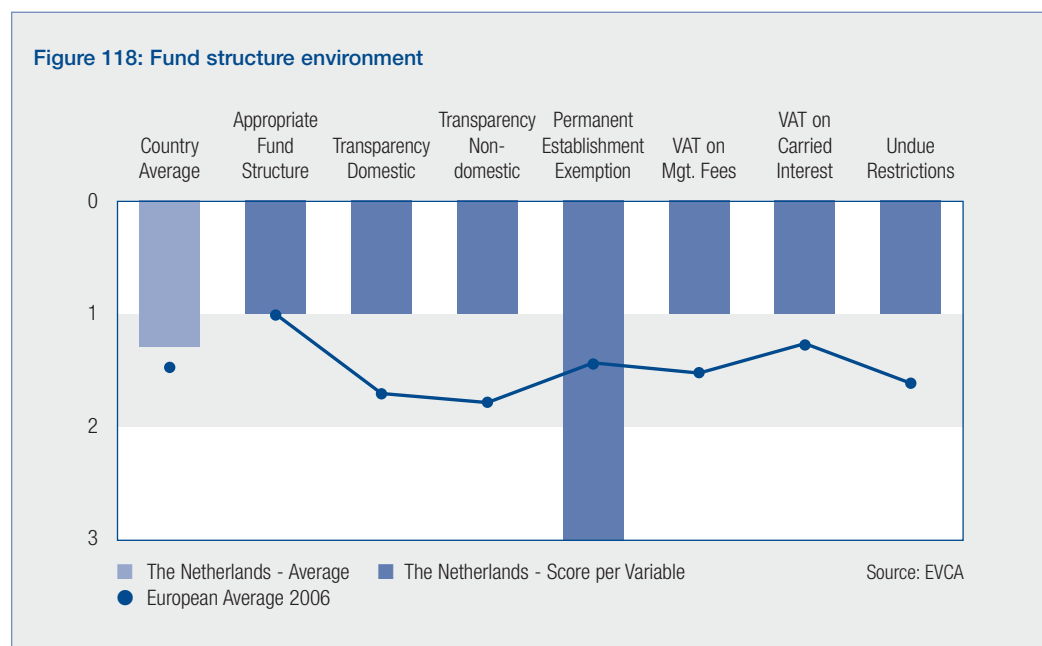 Figure 118: Fund structure environment
Country
Average
Appropriate
Fund
Structure
Transparency
Domestic
Transparency
Non-
domestic
Permanent
Establishment
Exemption
VAT on
Mgt. Fees
VAT on
Carried
Interest
Undue
Restrictions
0
1
2
3
The Netherlands - Average
The Netherlands - Score per Variable
Source: EVCA
European Average 2006